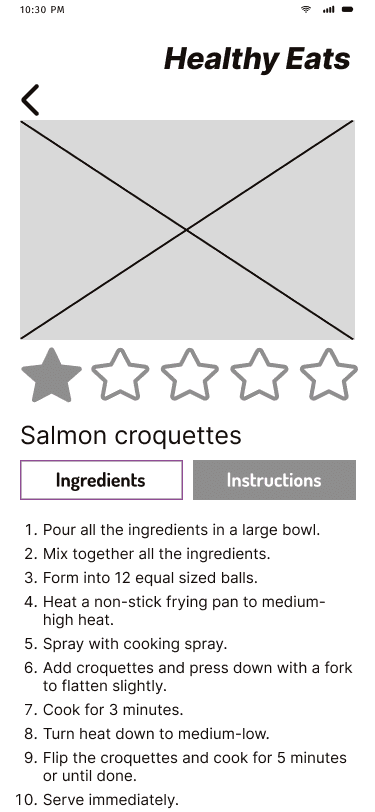 10:30 PM
Healthy Eats
Salmon croquettes
Ingredients
Instructions
1. Pour all the ingredients in a large bowl.
2. Mix together all the ingredients.
3. Form into 12 equal sized balls.
4. Heat a non-stick frying pan to medium-
high heat.
5. Spray with cooking spray.
6. Add croquettes and press down with a fork
to flatten slightly.
7. Cook for 3 minutes.
8. Turn heat down to medium-low.
9. Flip the croquettes and cook for 5 minutes
or until done.
10. Serve immediately.